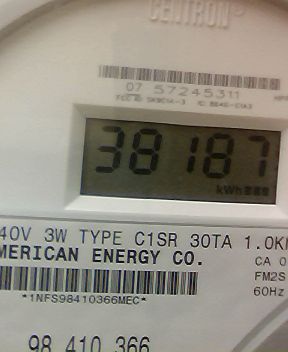 CENTRON®
07 57245311
38187
kWh
40V 3W TYPE C1SR 30TA 1.0K
MERICAN ENERGY CO.
CA 0
FM2S
60Hz
*1NFS98410366MEC*
98 410 366